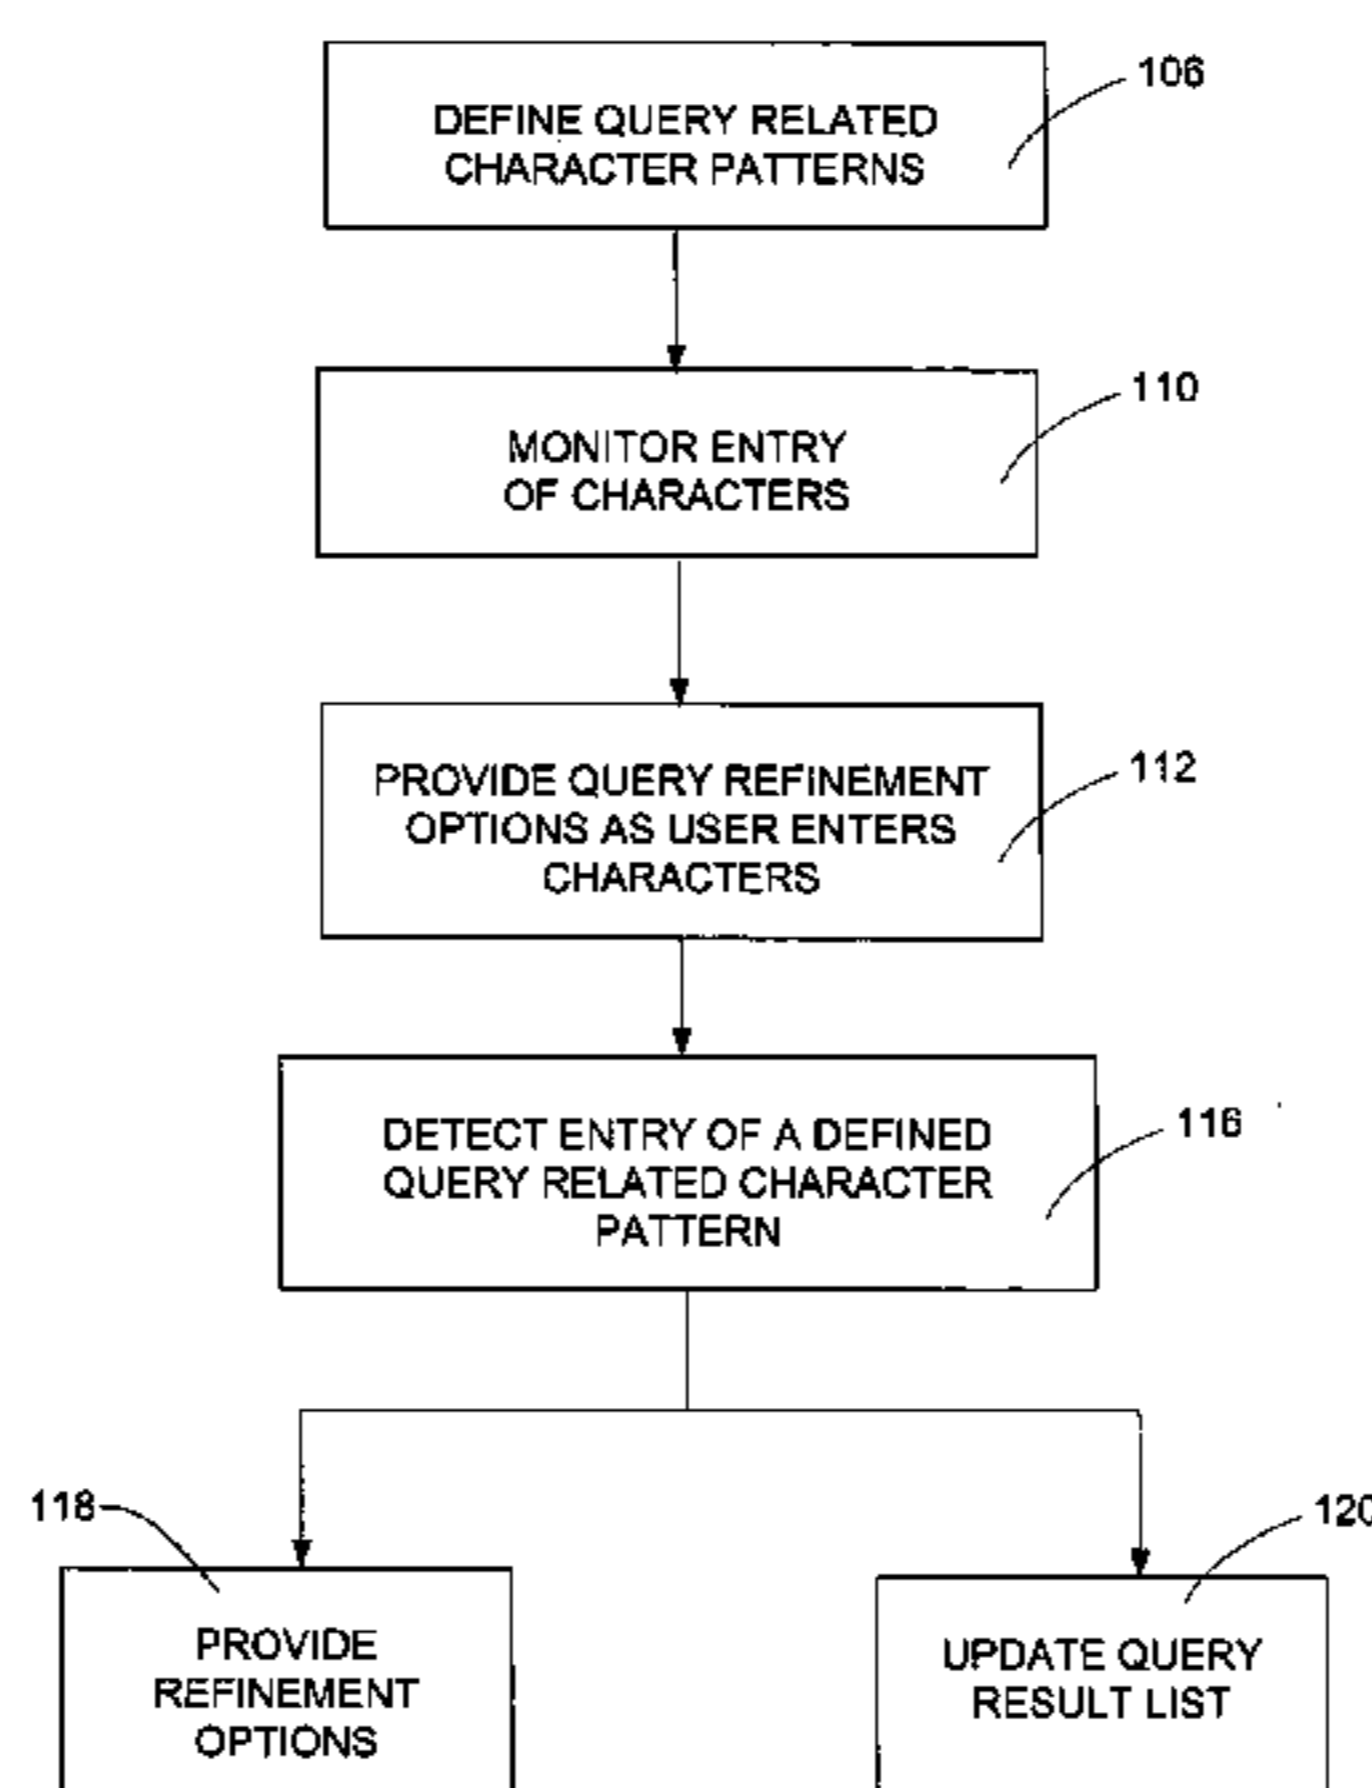 DEFINE QUERY RELATED
CHARACTER PATTERNS
106
MONITOR ENTRY
OF CHARACTERS
110
PROVIDE QUERY REFINEMENT
OPTIONS AS USER ENTERS
CHARACTERS
112
DETECT ENTRY OF A DEFINED
QUERY RELATED CHARACTER
PATTERN
116
118
PROVIDE
REFINEMENT
OPTIONS
120
UPDATE QUERY
RESULT LIST